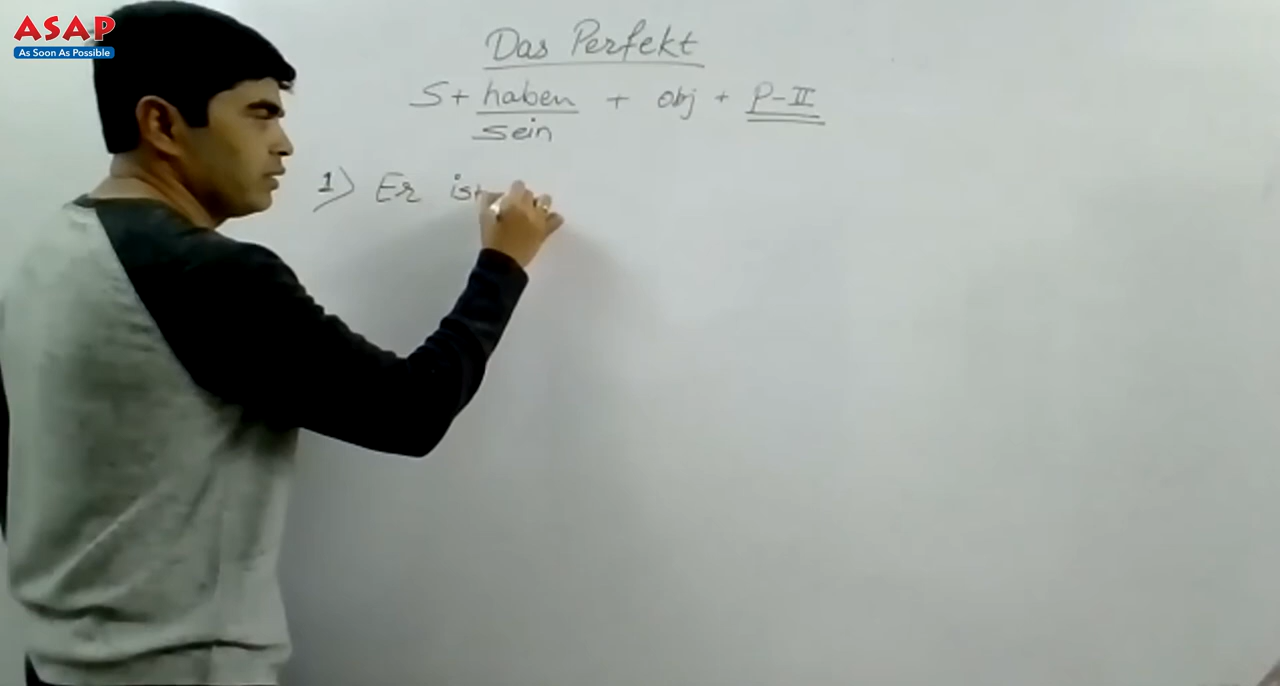 ASAP
As Soon As Possible
Das Perfekt
S + haben + obj + P-II
sein
1) Er ist